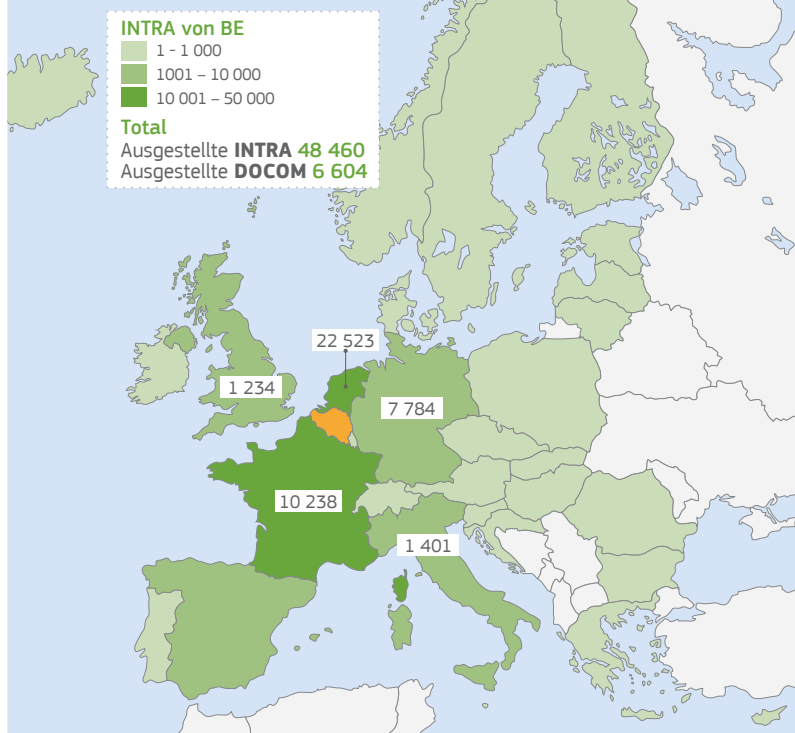 INTRA von BE
1 - 1 000
1001 – 10 000
10 001 – 50 000
Total
Ausgestellte INTRA 48 460
Ausgestellte DOCOM 6 604
22 523
1 234
7 784
10 238
1 401